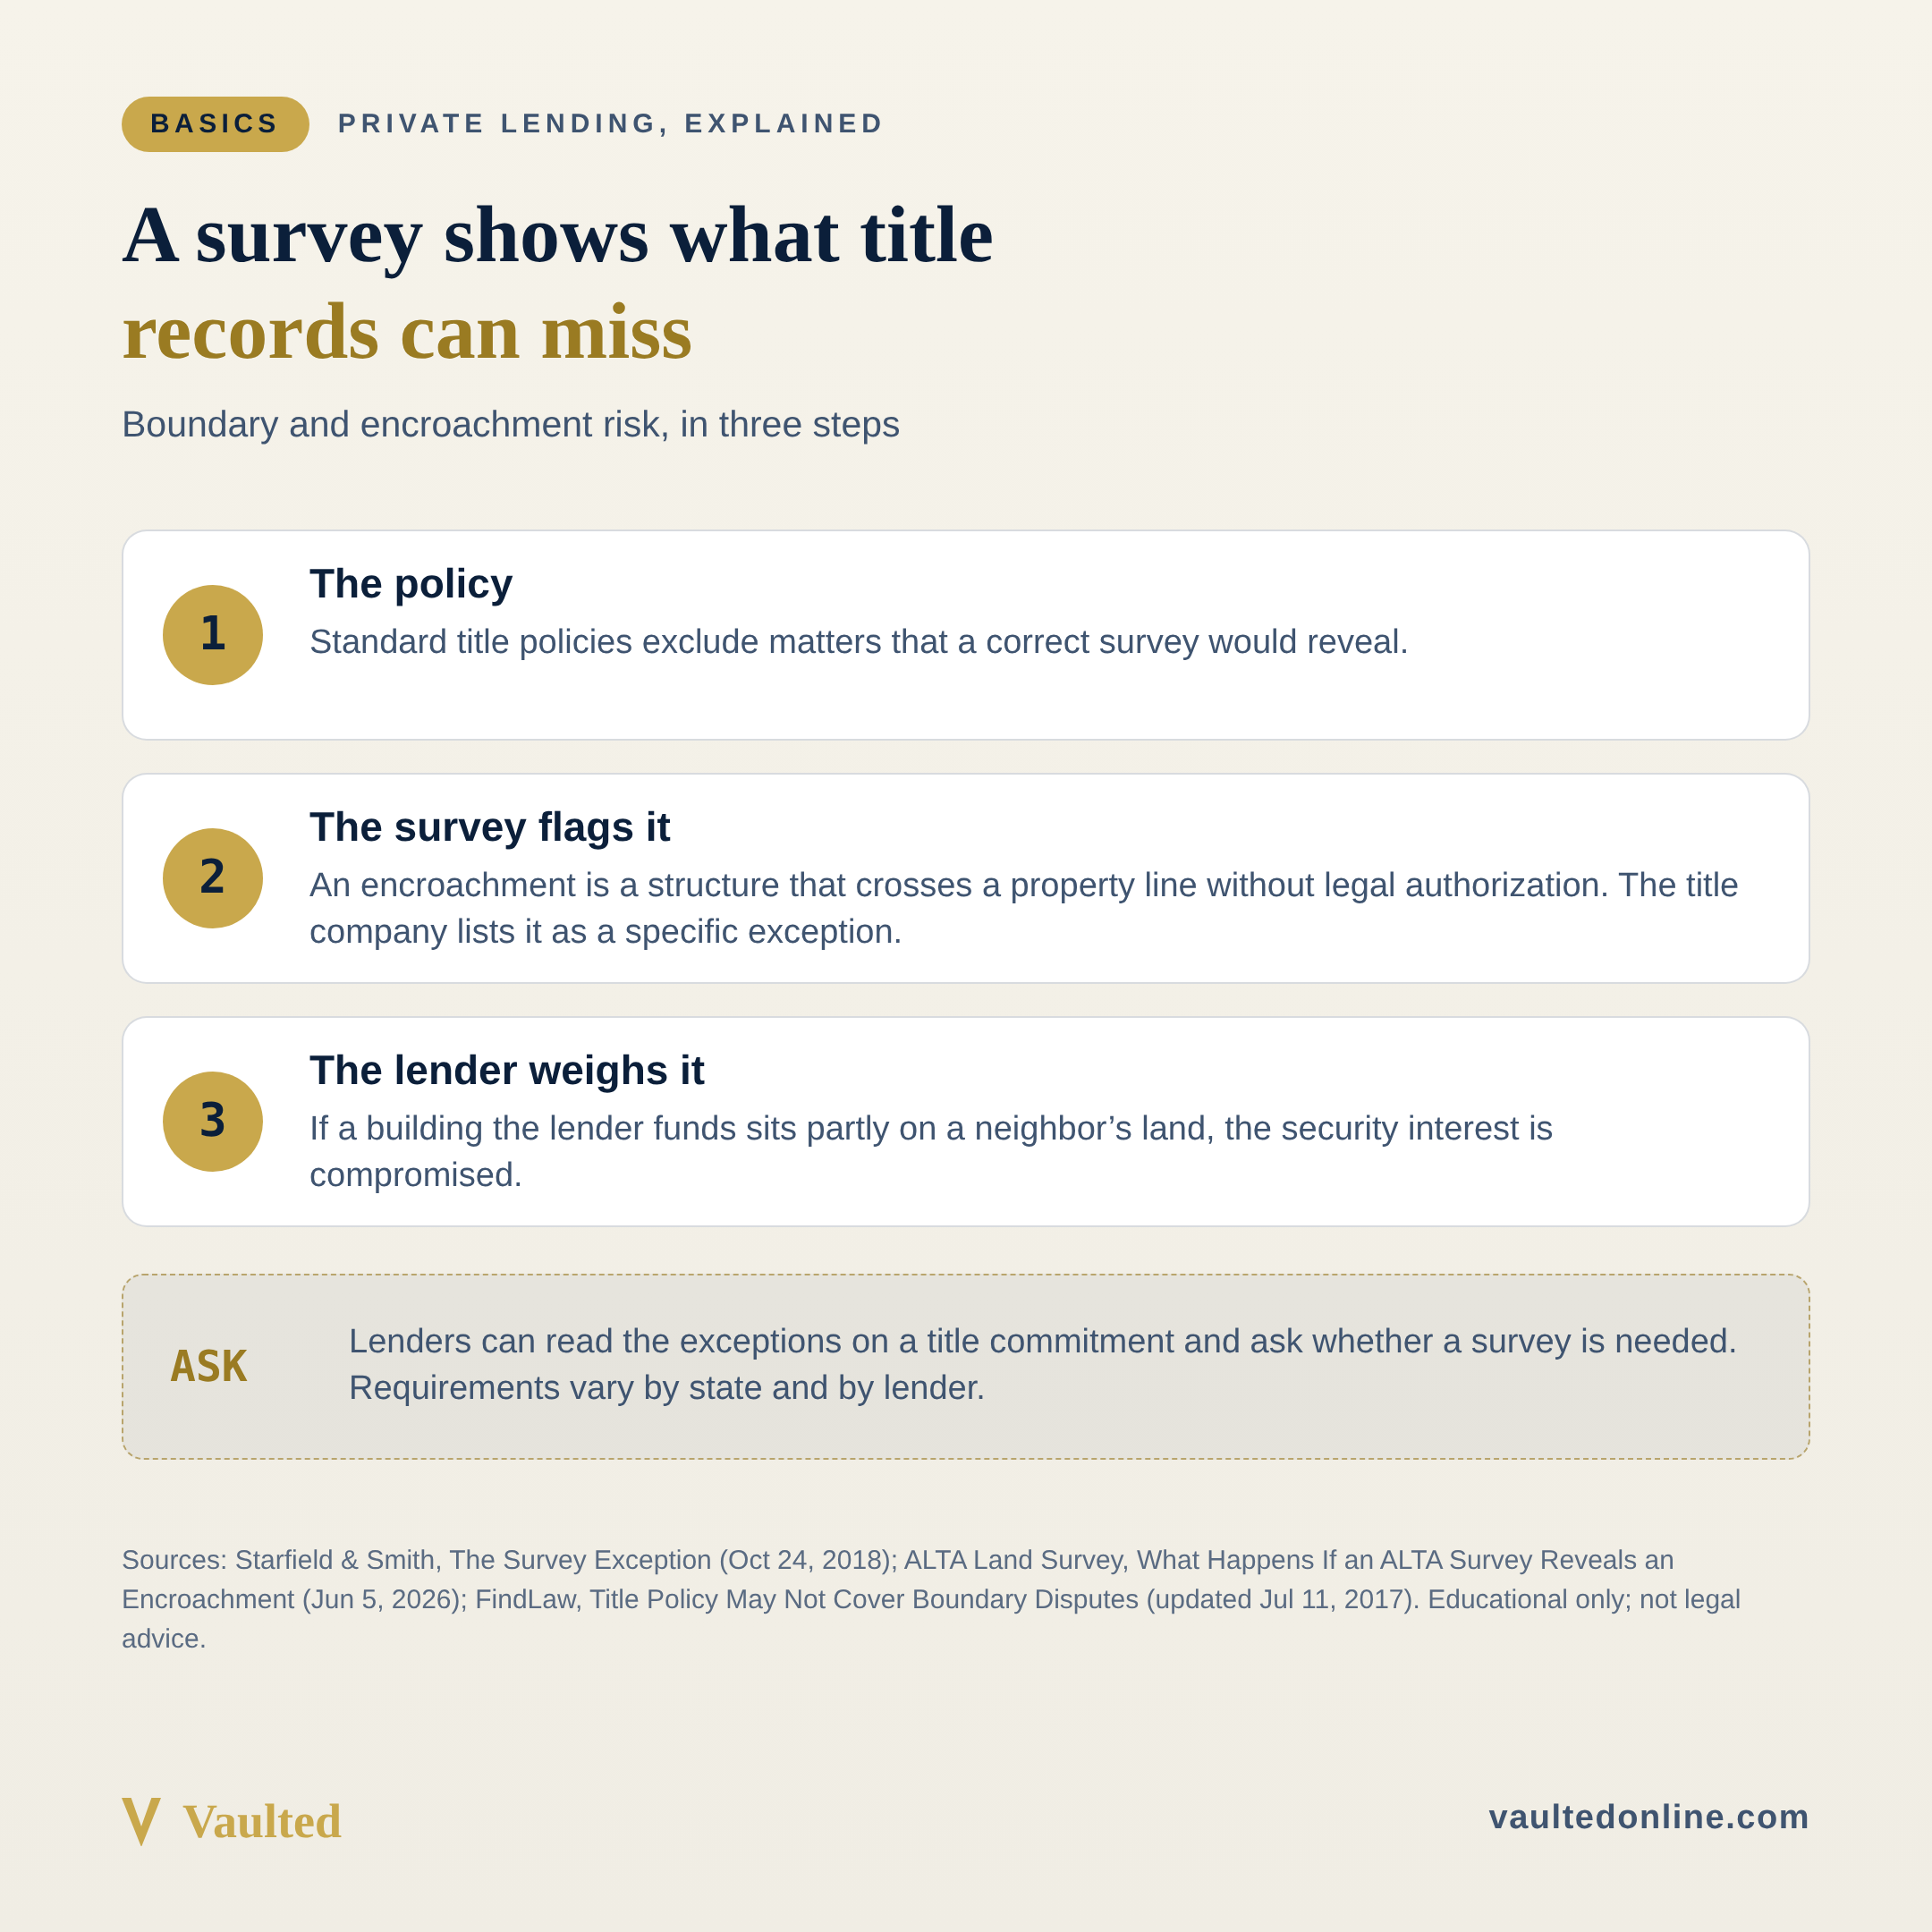 BASICS PRIVATE LENDING, EXPLAINED
A survey shows what title
records can miss
Boundary and encroachment risk, in three steps
1
The policy
Standard title policies exclude matters that a correct survey would reveal.
2
The survey flags it
An encroachment is a structure that crosses a property line without legal authorization. The title
company lists it as a specific exception.
3
The lender weighs it
If a building the lender funds sits partly on a neighbor’s land, the security interest is
compromised.
ASK
Lenders can read the exceptions on a title commitment and ask whether a survey is needed.
Requirements vary by state and by lender.
Sources: Starfield & Smith, The Survey Exception (Oct 24, 2018); ALTA Land Survey, What Happens If an ALTA Survey Reveals an
Encroachment (Jun 5, 2026); FindLaw, Title Policy May Not Cover Boundary Disputes (updated Jul 11, 2017). Educational only; not legal
advice.
V Vaulted
vaultedonline.com